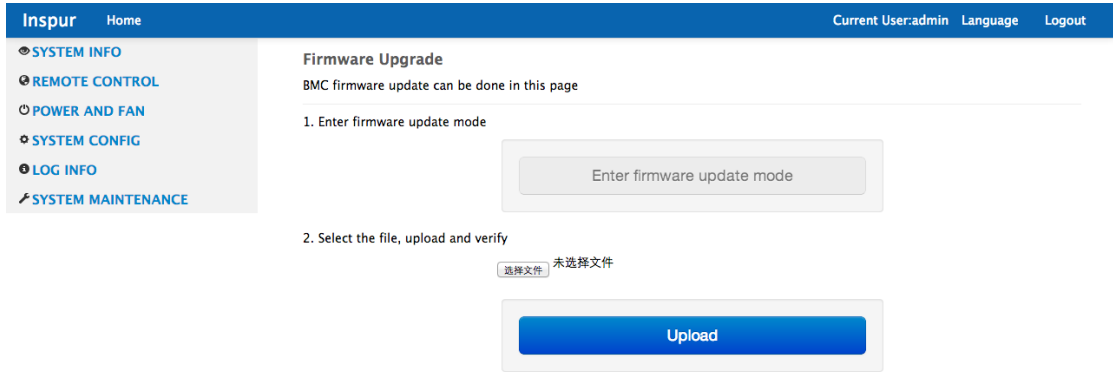 Inspur Home Current User:admin Language Logout
SYSTEM INFO
REMOTE CONTROL
POWER AND FAN
SYSTEM CONFIG
LOG INFO
SYSTEM MAINTENANCE
Firmware Upgrade
BMC firmware update can be done in this page
1. Enter firmware update mode
Enter firmware update mode
2. Select the file, upload and verify
选择文件 未选择文件
Upload